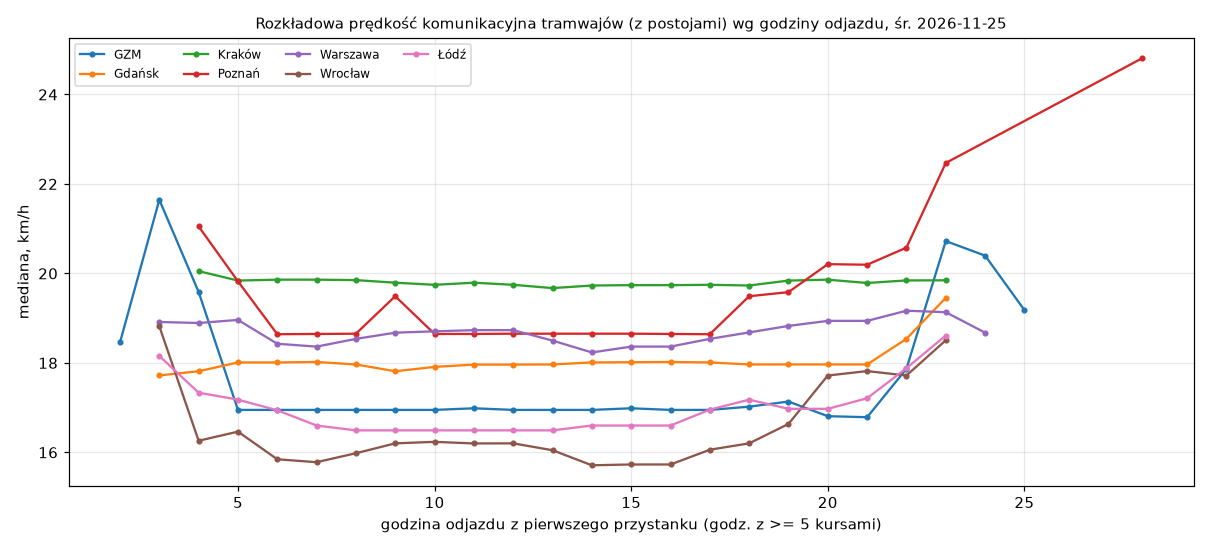 Rozkładowa prędkość komunikacyjna tramwajów (z postojami) wg godziny odjazdu, śr. 2026-11-25
GZM Kraków Warszawa Łódź
Gdańsk Poznań Wrocław
24
22
20
18
16
mediana, km/h
5 10 15 20 25
godzina odjazdu z pierwszego przystanku (godz. z >= 5 kursami)